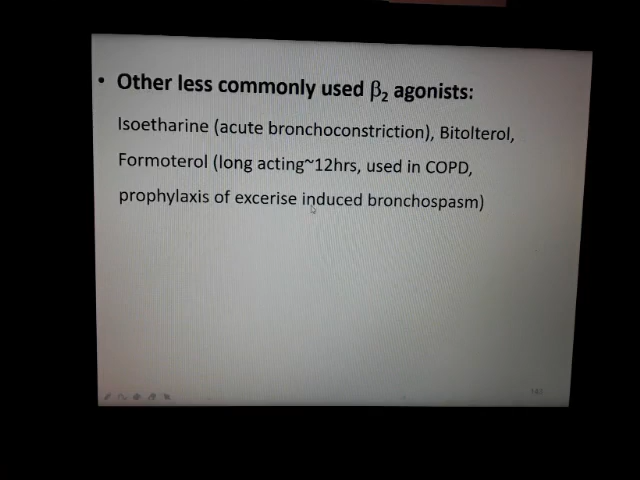 • Other less commonly used β₂ agonists:
Isoetharine (acute bronchoconstriction), Bitolterol,
Formoterol (long acting~12hrs, used in COPD,
prophylaxis of excerise induced bronchospasm)